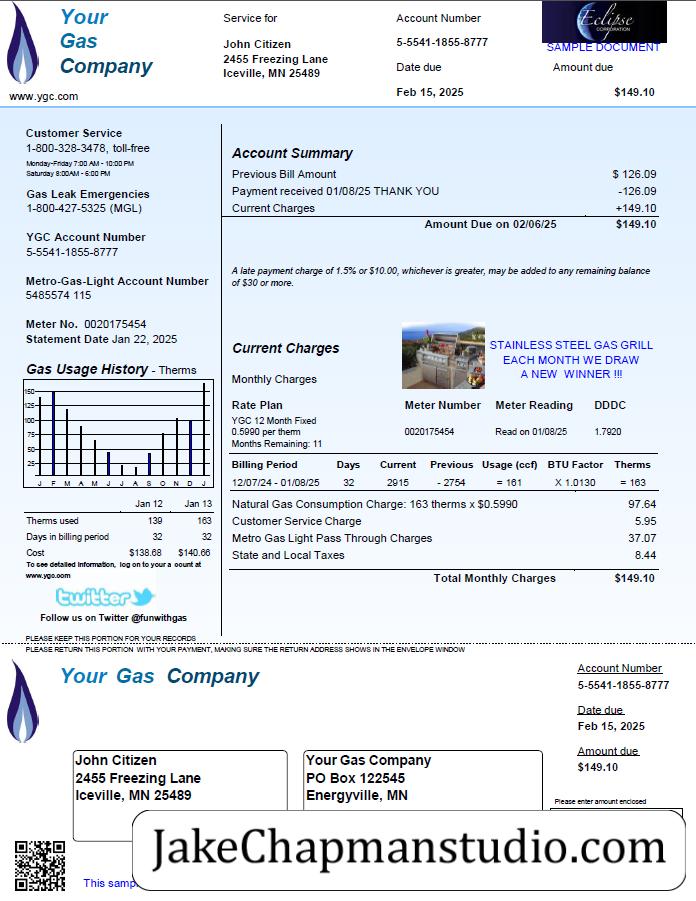 Your
Gas
Company
www.ygc.com
Service for
John Citizen
2455 Freezing Lane
Iceville, MN 25489
Account Number
5-5541-1855-8777
Date due
Feb 15, 2025
Eclipse
CORPORATION
SAMPLE DOCUMENT
Amount due
$149.10
Customer Service
1-800-328-3478, toll-free
Monday-Friday 7:00 AM - 10:00 PM
Saturday 8:00AM - 6:00 PM
Gas Leak Emergencies
1-800-427-5325 (MGL)
YGC Account Number
5-5541-1855-8777
Metro-Gas-Light Account Number
5485574 115
Meter No. 0020175454
Statement Date Jan 22, 2025
Gas Usage History - Therms
150
125
100
75
50
25
J F M A M J J A S O N D J
Jan 12 Jan 13
Therms used 139 163
Days in billing period 32 32
Cost $138.68 $140.66
To see detailed information, log on to your a count at
www.ygc.com
twitter
Follow us on Twitter @funwithgas
Account Summary
Previous Bill Amount $ 126.09
Payment received 01/08/25 THANK YOU -126.09
Current Charges +149.10
Amount Due on 02/06/25 $149.10
A late payment charge of 1.5% or $10.00, whichever is greater, may be added to any remaining balance
of $30 or more.
Current Charges
Monthly Charges
STAINLESS STEEL GAS GRILL
EACH MONTH WE DRAW
A NEW WINNER !!!
Rate Plan Meter Number Meter Reading DDDC
YGC 12 Month Fixed
0.5990 per therm 0020175454 Read on 01/08/25 1.7920
Months Remaining: 11
Billing Period Days Current Previous Usage (ccf) BTU Factor Therms
12/07/24 - 01/08/25 32 2915 - 2754 = 161 X 1.0130 = 163
Natural Gas Consumption Charge: 163 therms x $0.5990 97.64
Customer Service Charge 5.95
Metro Gas Light Pass Through Charges 37.07
State and Local Taxes 8.44
Total Monthly Charges $149.10
PLEASE KEEP THIS PORTION FOR YOUR RECORDS
PLEASE RETURN THIS PORTION WITH YOUR PAYMENT, MAKING SURE THE RETURN ADDRESS SHOWS IN THE ENVELOPE WINDOW
Your Gas Company
Account Number
5-5541-1855-8777
Date due
Feb 15, 2025
Amount due
$149.10
Please enter amount enclosed
John Citizen
2455 Freezing Lane
Iceville, MN 25489
Your Gas Company
PO Box 122545
Energyville, MN
JakeChapmanstudio.com
This